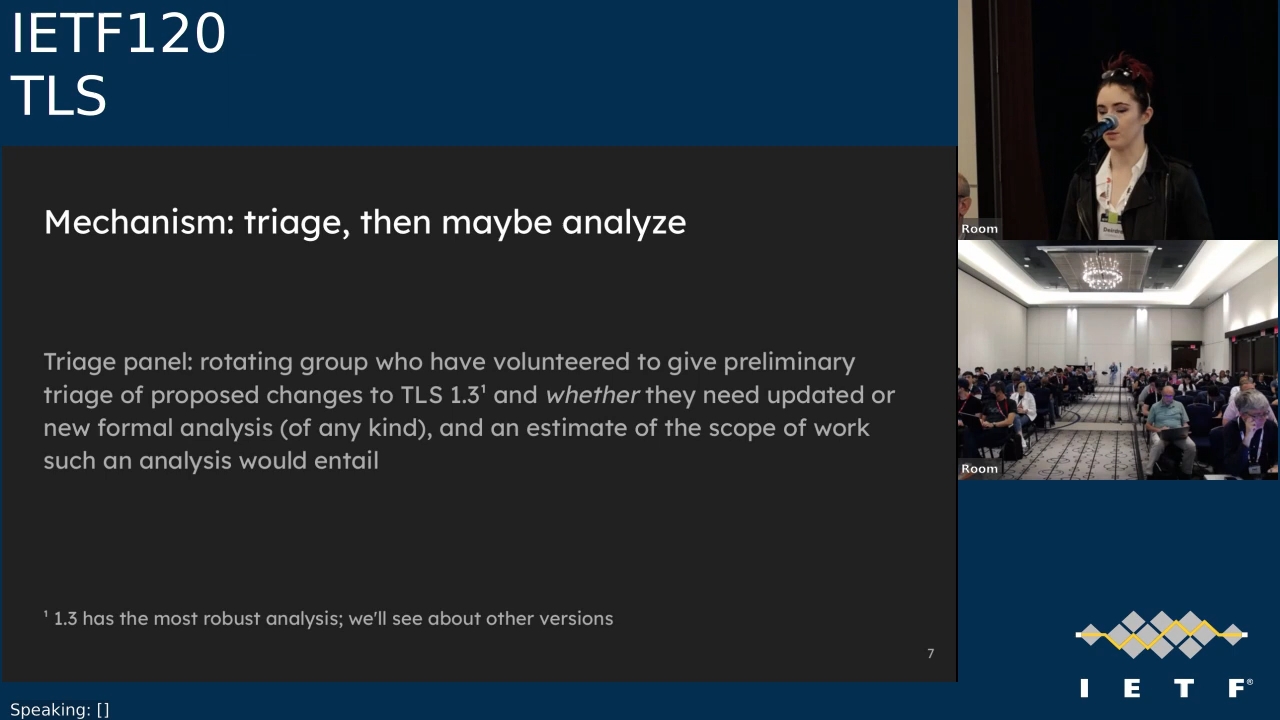 IETF120
TLS
Mechanism: triage, then maybe analyze
Triage panel: rotating group who have volunteered to give preliminary
triage of proposed changes to TLS 1.3¹ and whether they need updated or
new formal analysis (of any kind), and an estimate of the scope of work
such an analysis would entail
¹ 1.3 has the most robust analysis; we'll see about other versions
7
Room
Room
I E T F®
Speaking: []